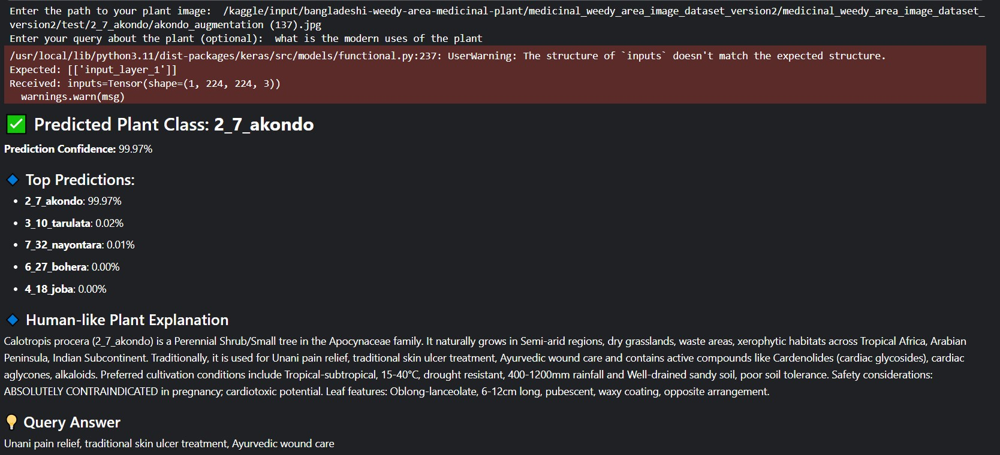 Enter the path to your plant image:  /kaggle/input/bangladeshi-weedy-area-medicinal-plant/medicinal_weedy_area_image_dataset_version2/medicinal_weedy_area_image_dataset_
version2/test/2_7_akondo/akondo_augmentation (137).jpg
Enter your query about the plant (optional):  what is the modern uses of the plant
/usr/local/lib/python3.11/dist-packages/keras/src/models/functional.py:237: UserWarning: The structure of `inputs` doesn't match the expected structure.
Expected: [['input_layer_1']]
Received: inputs=Tensor(shape=(1, 224, 224, 3))
  warnings.warn(msg)
✅ Predicted Plant Class: 2_7_akondo
Prediction Confidence: 99.97%
🔹 Top Predictions:
• 2_7_akondo: 99.97%
• 3_10_tarulata: 0.02%
• 7_32_nayontara: 0.01%
• 6_27_bohera: 0.00%
• 4_18_joba: 0.00%
🔹 Human-like Plant Explanation
Calotropis procera (2_7_akondo) is a Perennial Shrub/Small tree in the Apocynaceae family. It naturally grows in Semi-arid regions, dry grasslands, waste areas, xerophytic habitats across Tropical Africa, Arabian
Peninsula, Indian Subcontinent. Traditionally, it is used for Unani pain relief, traditional skin ulcer treatment, Ayurvedic wound care and contains active compounds like Cardenolides (cardiac glycosides), cardiac
aglycones, alkaloids. Preferred cultivation conditions include Tropical-subtropical, 15-40°C, drought resistant, 400-1200mm rainfall and Well-drained sandy soil, poor soil tolerance. Safety considerations:
ABSOLUTELY CONTRAINDICATED in pregnancy; cardiotoxic potential. Leaf features: Oblong-lanceolate, 6-12cm long, pubescent, waxy coating, opposite arrangement.
💡 Query Answer
Unani pain relief, traditional skin ulcer treatment, Ayurvedic wound care